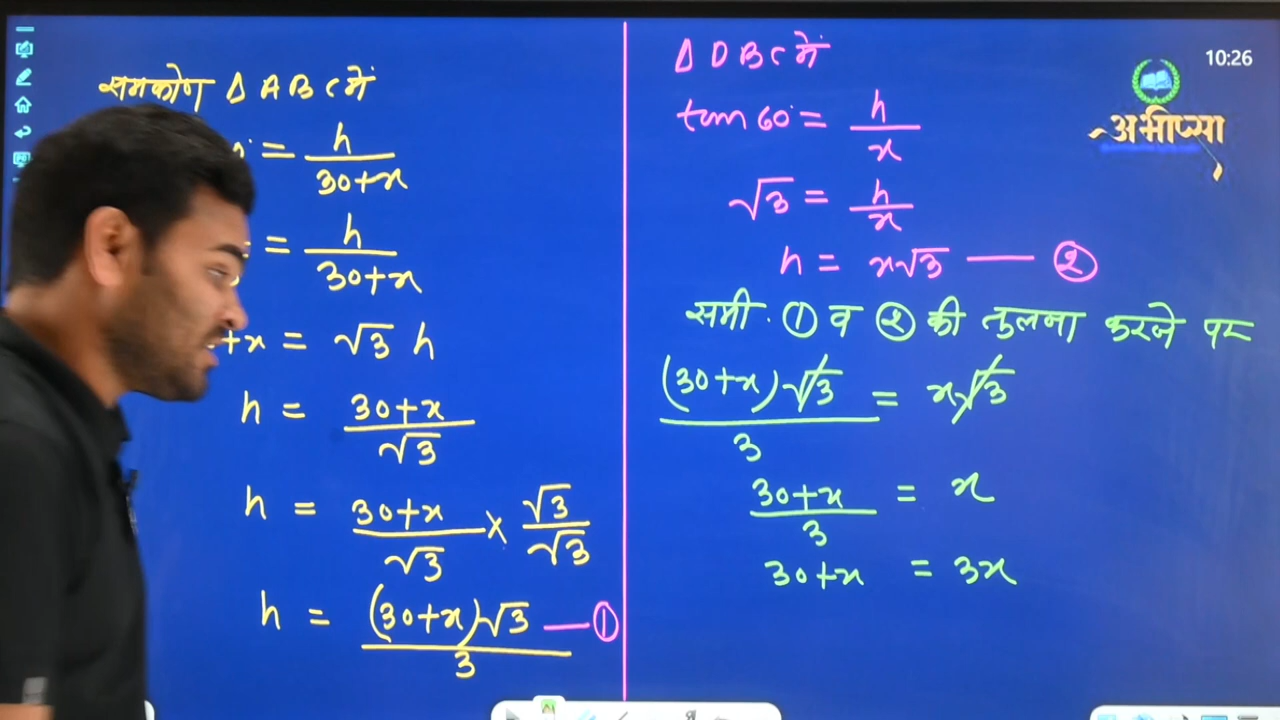 समकोण Δ ABC में
= h/(30+x)
= h/(30+x)
+x = √3 h
h = (30+x)/√3
h = (30+x)/√3 × √3/√3
h = (30+x)√3/3 — ①
Δ DBC में
tan 60° = h/x
√3 = h/x
h = x√3 — ②
समी. ① व ② की तुलना करने पर
(30+x)√3/3 = x√3
(30+x)/3 = x
30+x = 3x
10:26
अभीप्सा